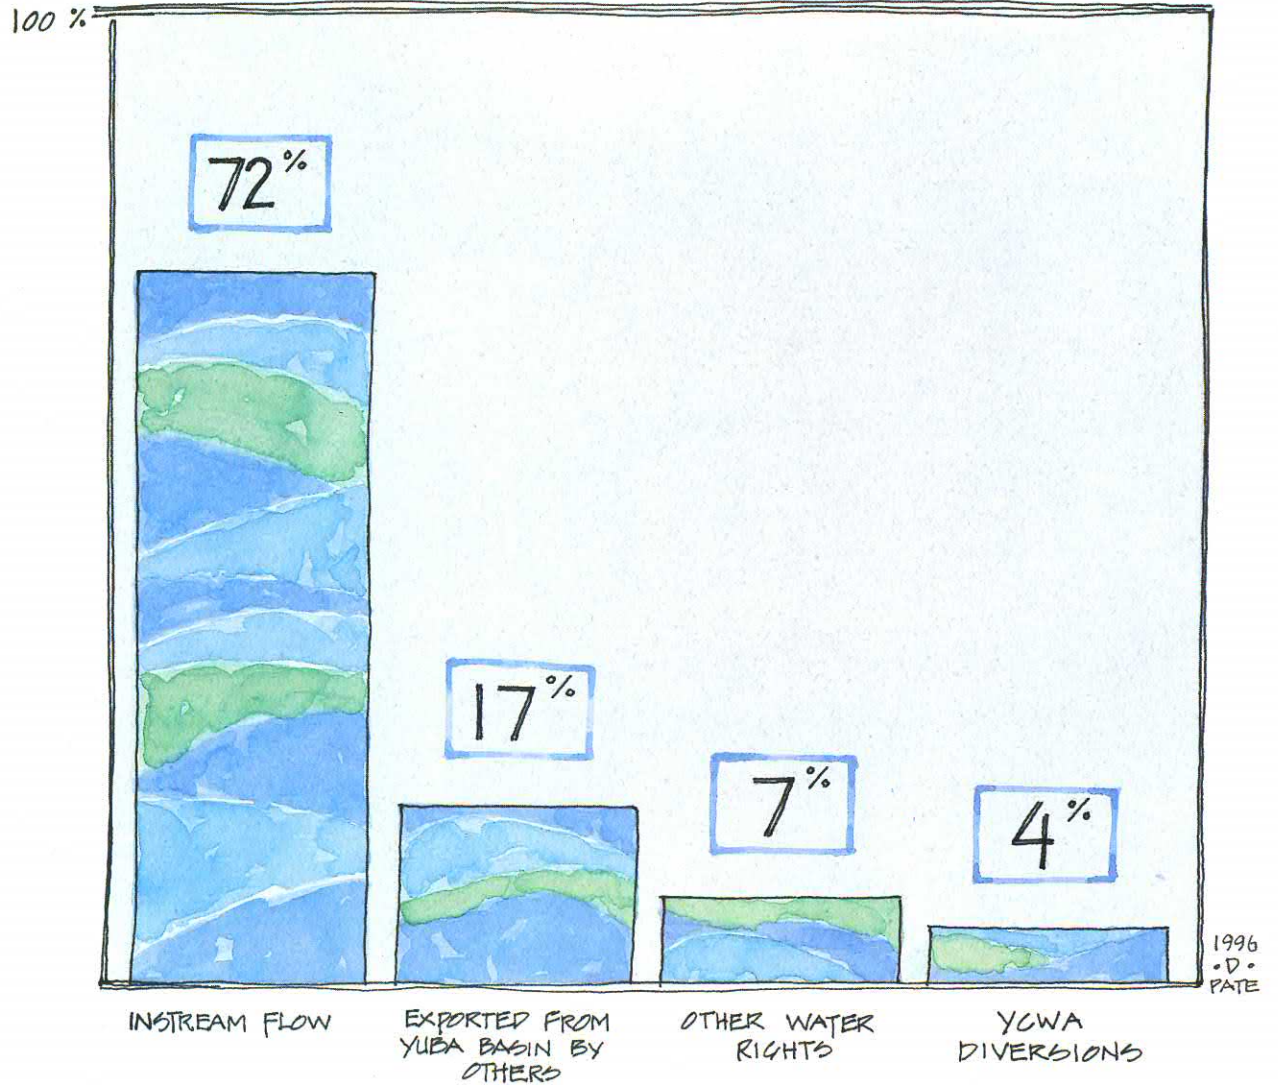 100 %
72%
17%
7%
4%
1996
·D·
PATE
INSTREAM FLOW
EXPORTED FROM
YUBA BASIN BY
OTHERS
OTHER WATER
RIGHTS
YCWA
DIVERSIONS